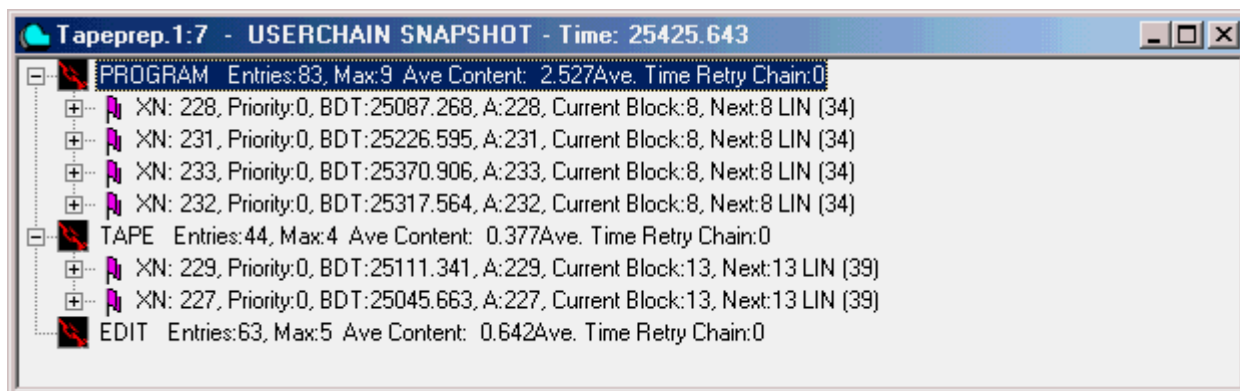 Tapeprep.1:7 - USERCHAIN SNAPSHOT - Time: 25425.643
PROGRAM Entries:83, Max:9 Ave Content: 2.527Ave. Time Retry Chain:0
XN: 228, Priority:0, BDT:25087.268, A:228, Current Block:8, Next:8 LIN (34)
XN: 231, Priority:0, BDT:25226.595, A:231, Current Block:8, Next:8 LIN (34)
XN: 233, Priority:0, BDT:25370.906, A:233, Current Block:8, Next:8 LIN (34)
XN: 232, Priority:0, BDT:25317.564, A:232, Current Block:8, Next:8 LIN (34)
TAPE Entries:44, Max:4 Ave Content: 0.377Ave. Time Retry Chain:0
XN: 229, Priority:0, BDT:25111.341, A:229, Current Block:13, Next:13 LIN (39)
XN: 227, Priority:0, BDT:25045.663, A:227, Current Block:13, Next:13 LIN (39)
EDIT Entries:63, Max:5 Ave Content: 0.642Ave. Time Retry Chain:0